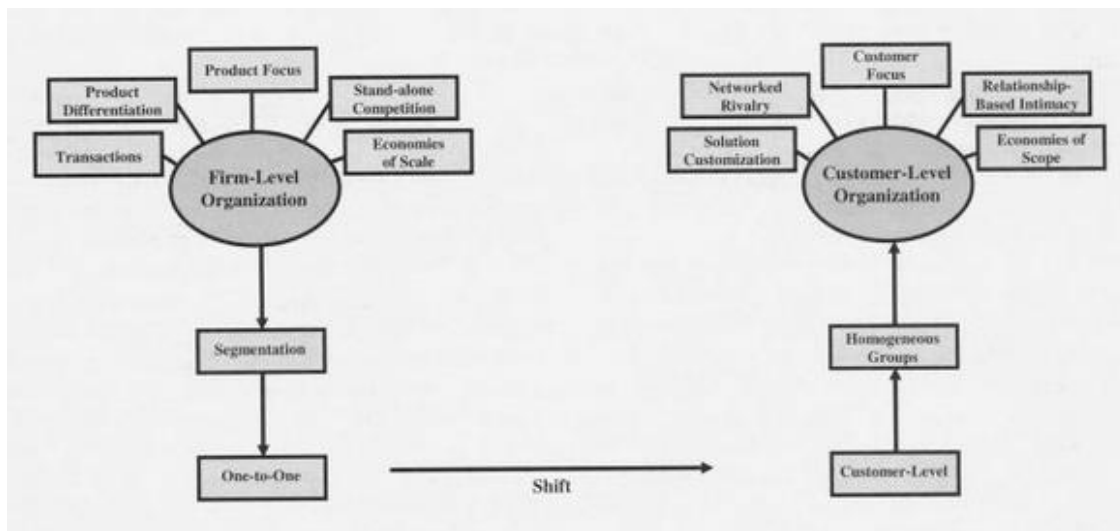 Product Focus
Product
Differentiation
Stand-alone
Competition
Transactions
Economies
of Scale
Firm-Level
Organization
Segmentation
One-to-One
Shift
Customer
Focus
Networked
Rivalry
Relationship-
Based Intimacy
Solution
Customization
Economies of
Scope
Customer-Level
Organization
Homogeneous
Groups
Customer-Level